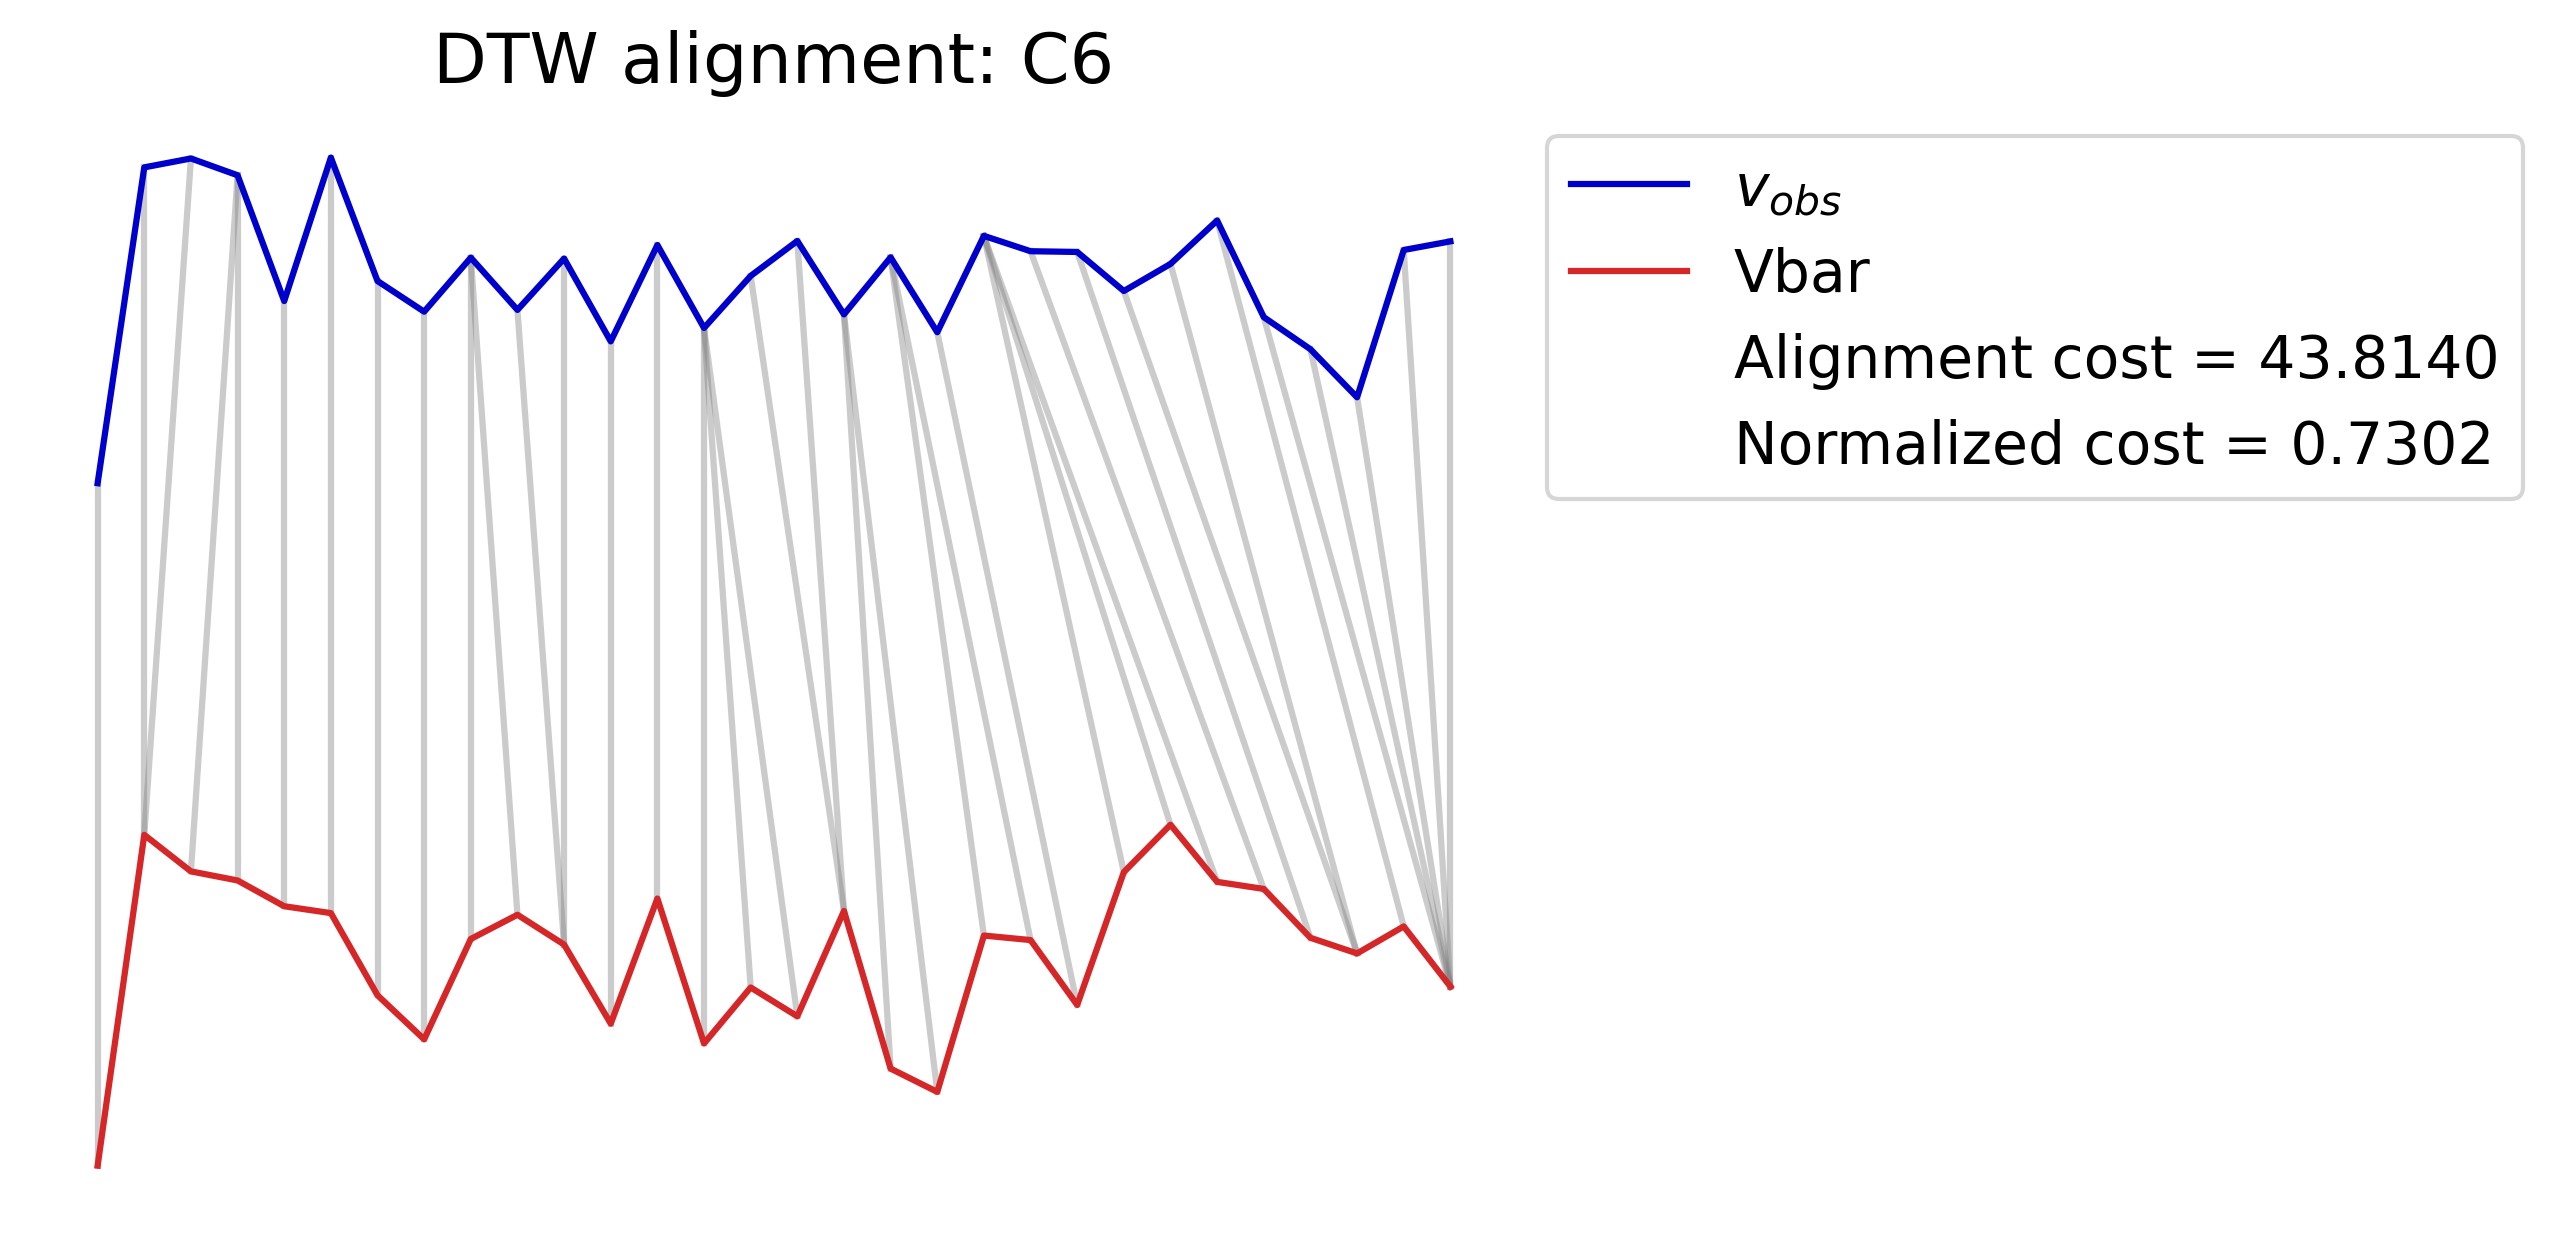 DTW alignment: C6
v_obs
Vbar
Alignment cost = 43.8140
Normalized cost = 0.7302